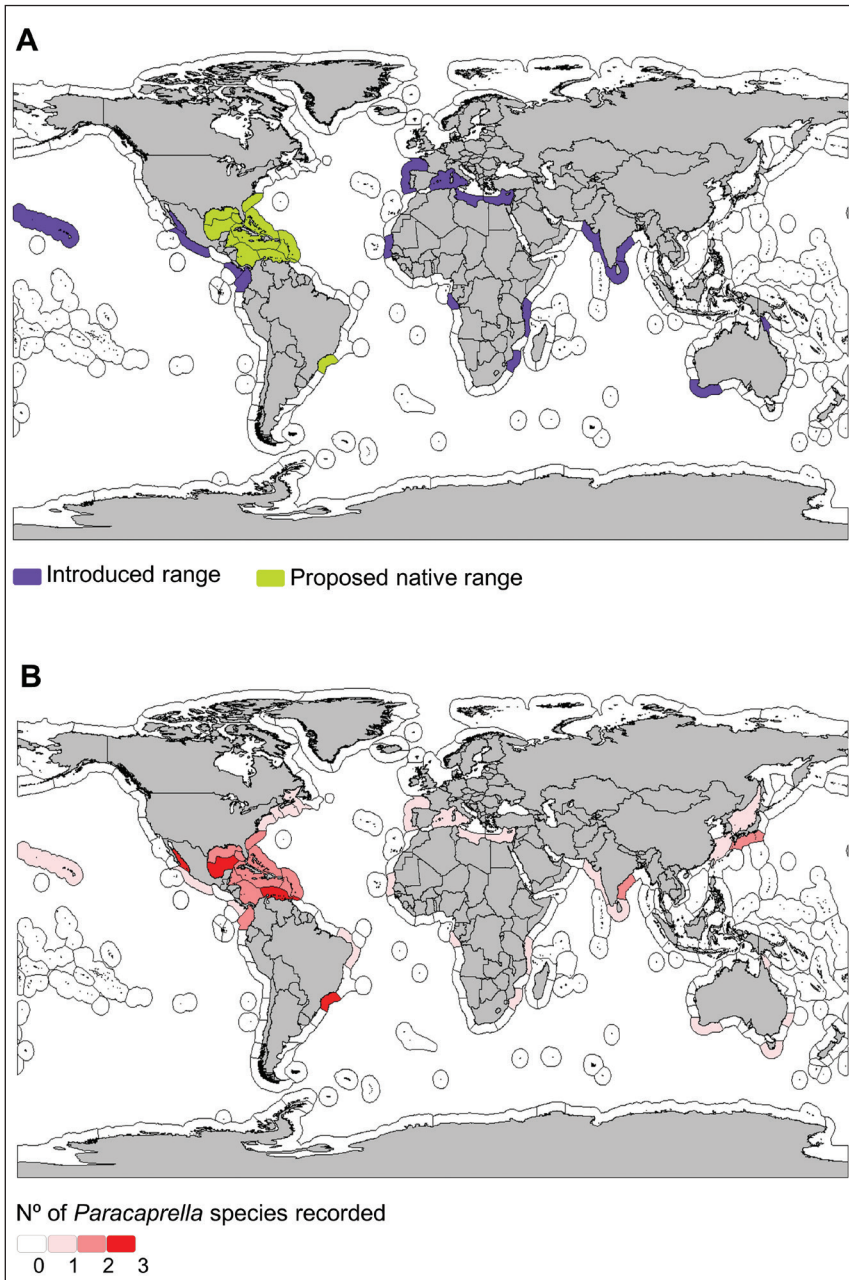 A
Introduced range
Proposed native range
B
Nº of Paracaprella species recorded
0 1 2 3